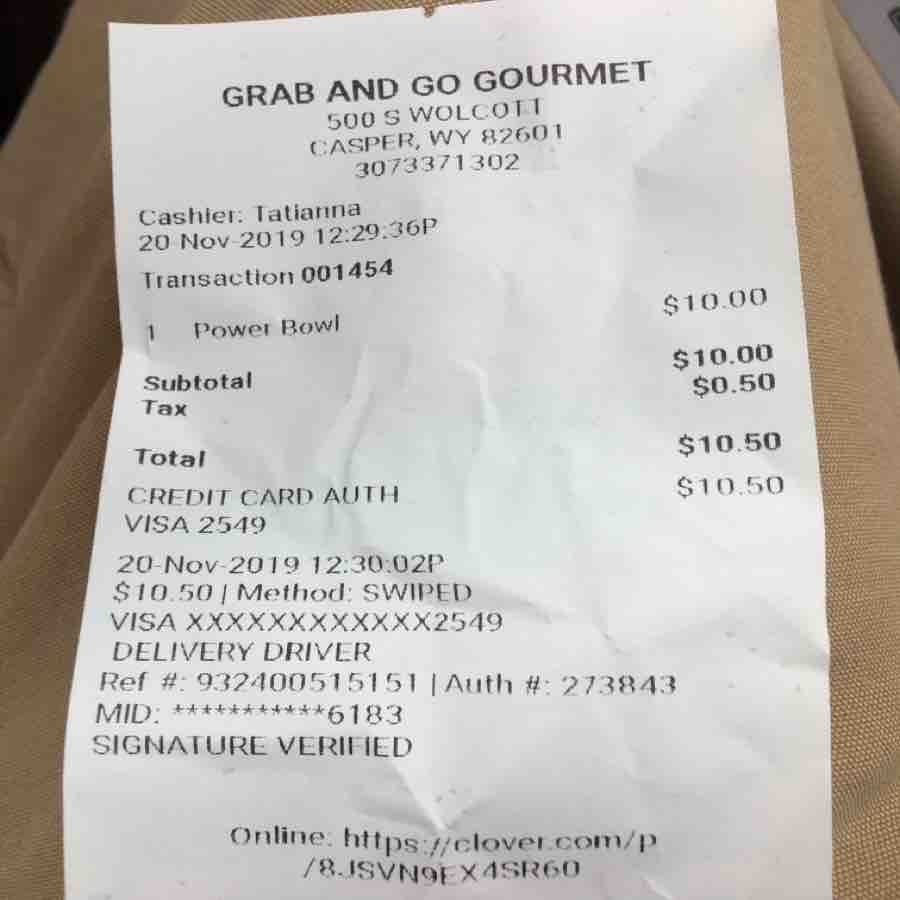 GRAB AND GO GOURMET
500 S WOLCOTT
CASPER, WY 82601
3073371302
Cashier: Tatianna
20-Nov-2019 12:29:36P
Transaction 001454
1 Power Bowl $10.00
Subtotal $10.00
Tax $0.50
Total $10.50
CREDIT CARD AUTH $10.50
VISA 2549
20-Nov-2019 12:30:02P
$10.50 | Method: SWIPED
VISA XXXXXXXXXXXX2549
DELIVERY DRIVER
Ref #: 932400515151 | Auth #: 273843
MID: ***********6183
SIGNATURE VERIFIED
Online: https://clover.com/p
/8JSVN9EX4SR60